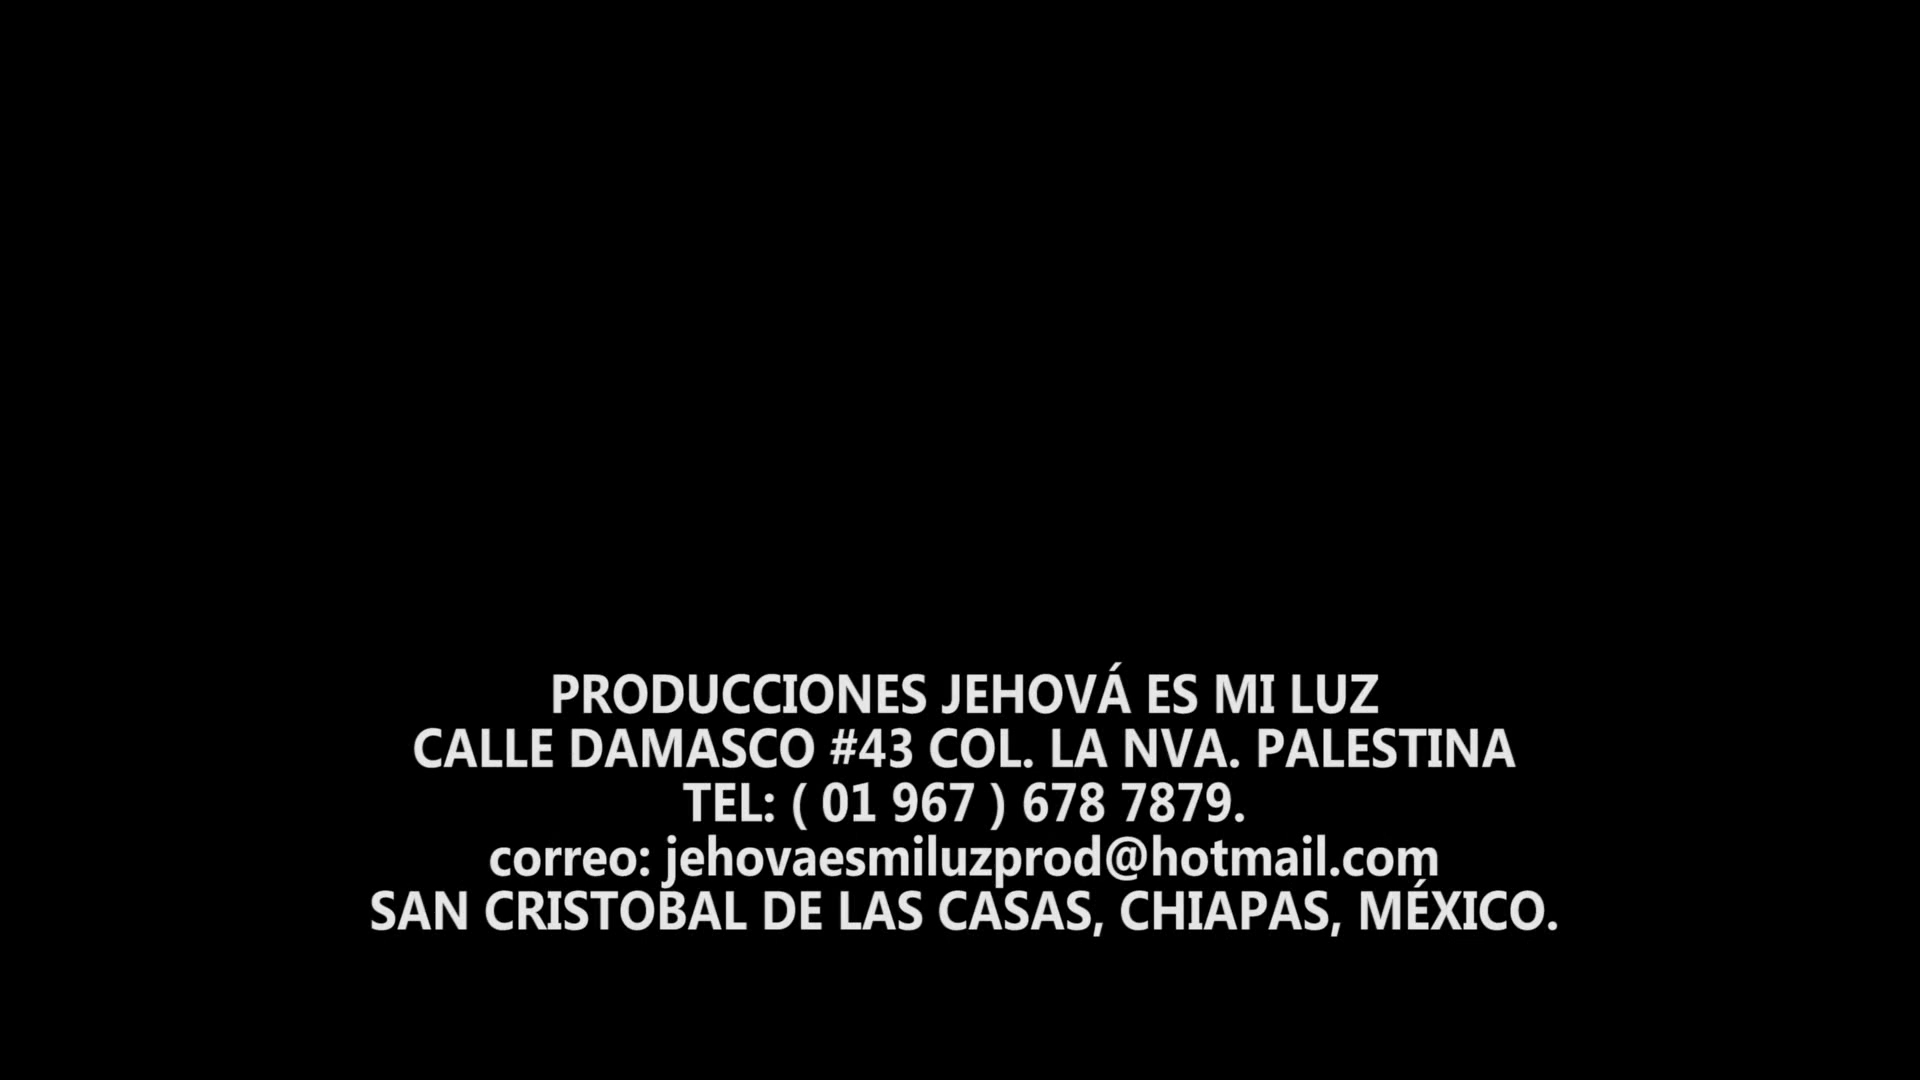 PRODUCCIONES JEHOVÁ ES MI LUZ
CALLE DAMASCO #43 COL. LA NVA. PALESTINA
TEL: ( 01 967 ) 678 7879.
correo: jehovaesmiluzprod@hotmail.com
SAN CRISTOBAL DE LAS CASAS, CHIAPAS, MÉXICO.